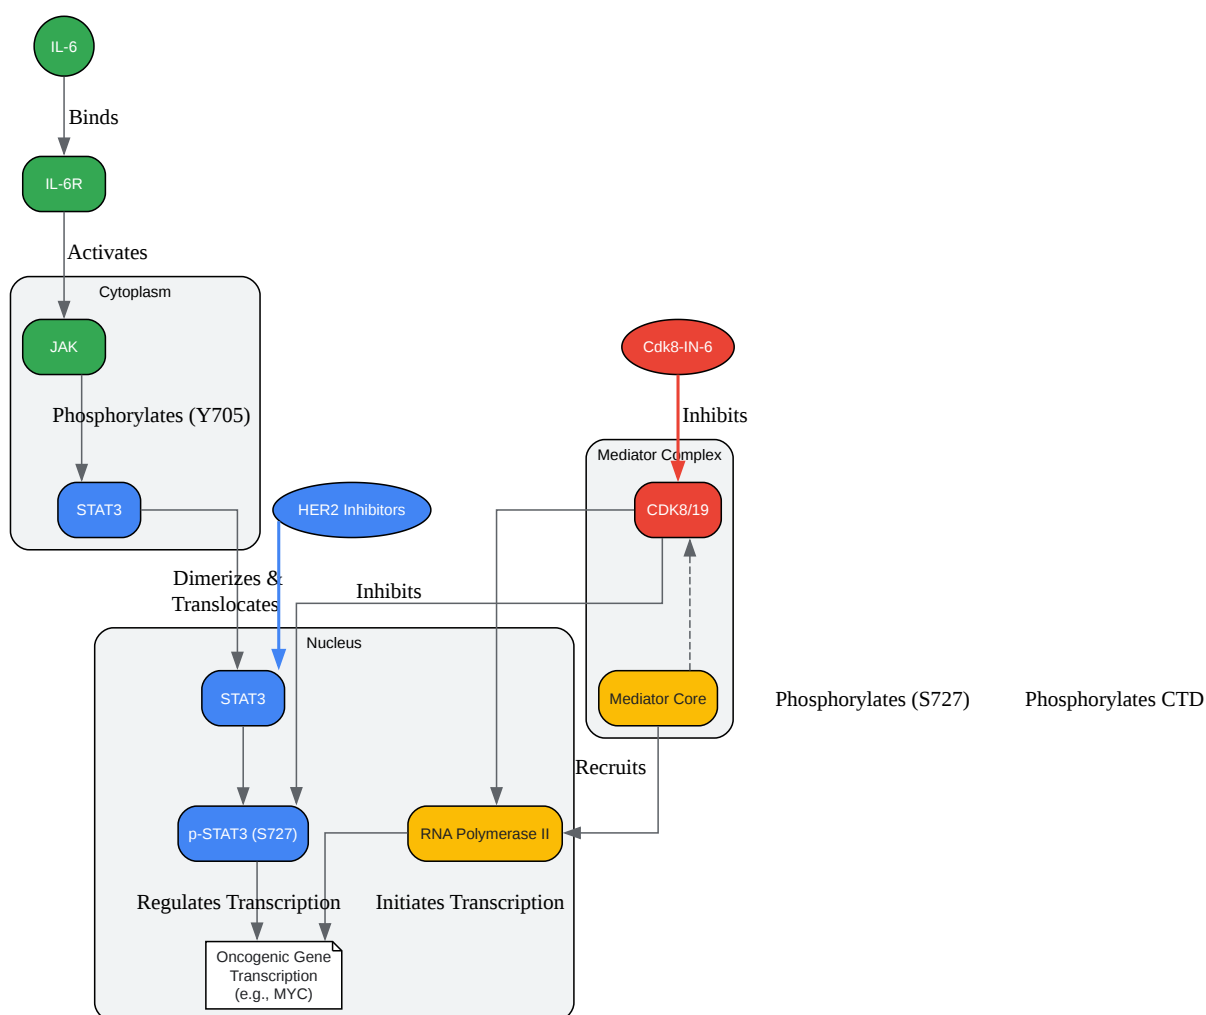 IL-6
Binds
IL-6R
Activates
Cytoplasm
JAK
Cdk8-IN-6
Phosphorylates (Y705)
Inhibits
Mediator Complex
STAT3
HER2 Inhibitors
CDK8/19
Dimerizes &
Translocates
Inhibits
Nucleus
STAT3
Mediator Core
Phosphorylates (S727)
Phosphorylates CTD
Recruits
p-STAT3 (S727)
RNA Polymerase II
Regulates Transcription
Initiates Transcription
Oncogenic Gene
Transcription
(e.g., MYC)